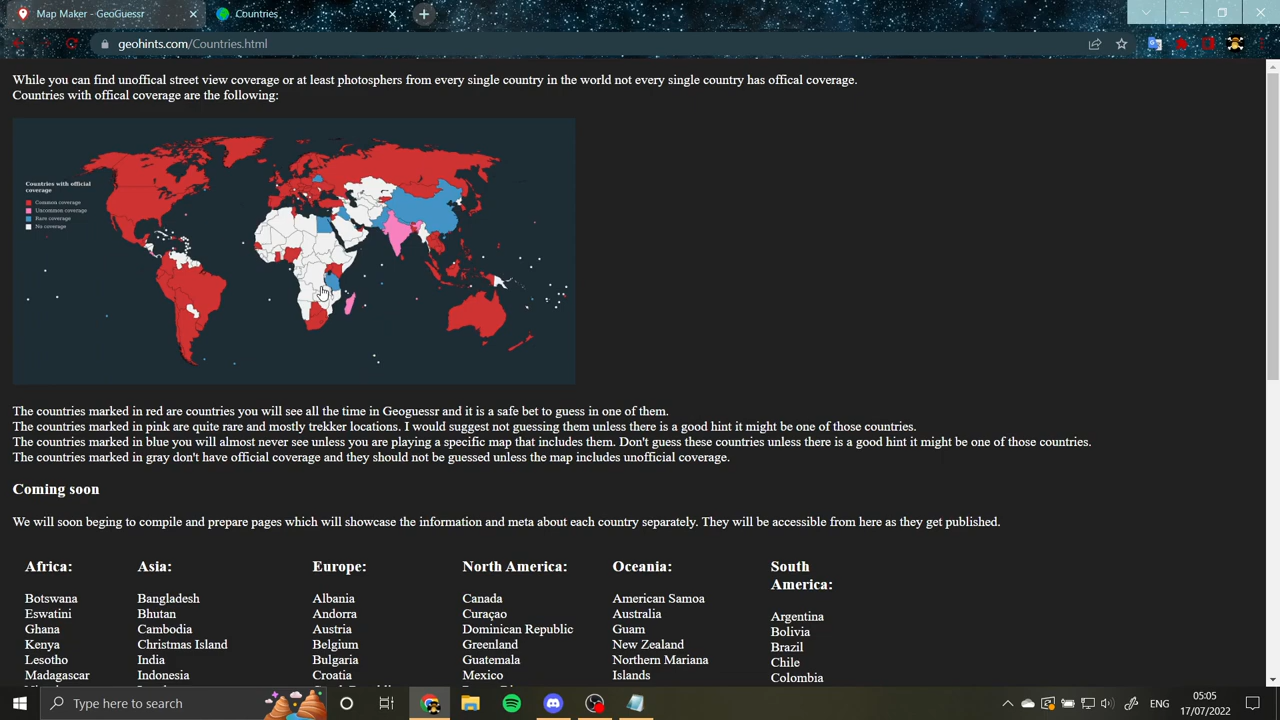 Map Maker - GeoGuessr
Countries
geohints.com/Countries.html
While you can find unoffical street view coverage or at least photosphers from every single country in the world not every single country has offical coverage.
Countries with offical coverage are the following:
Countries with official
coverage
Common coverage
Uncommon coverage
Rare coverage
No coverage
The countries marked in red are countries you will see all the time in Geoguessr and it is a safe bet to guess in one of them.
The countries marked in pink are quite rare and mostly trekker locations. I would suggest not guessing them unless there is a good hint it might be one of those countries.
The countries marked in blue you will almost never see unless you are playing a specific map that includes them. Don't guess these countries unless there is a good hint it might be one of those countries.
The countries marked in gray don't have official coverage and they should not be guessed unless the map includes unofficial coverage.
Coming soon
We will soon beging to compile and prepare pages which will showcase the information and meta about each country separately. They will be accessible from here as they get published.
Africa:
Botswana
Eswatini
Ghana
Kenya
Lesotho
Madagascar
Asia:
Bangladesh
Bhutan
Cambodia
Christmas Island
India
Indonesia
Europe:
Albania
Andorra
Austria
Belgium
Bulgaria
Croatia
North America:
Canada
Curaçao
Dominican Republic
Greenland
Guatemala
Mexico
Oceania:
American Samoa
Australia
Guam
New Zealand
Northern Mariana
Islands
South
America:
Argentina
Bolivia
Brazil
Chile
Colombia
Type here to search
ENG
05:05
17/07/2022